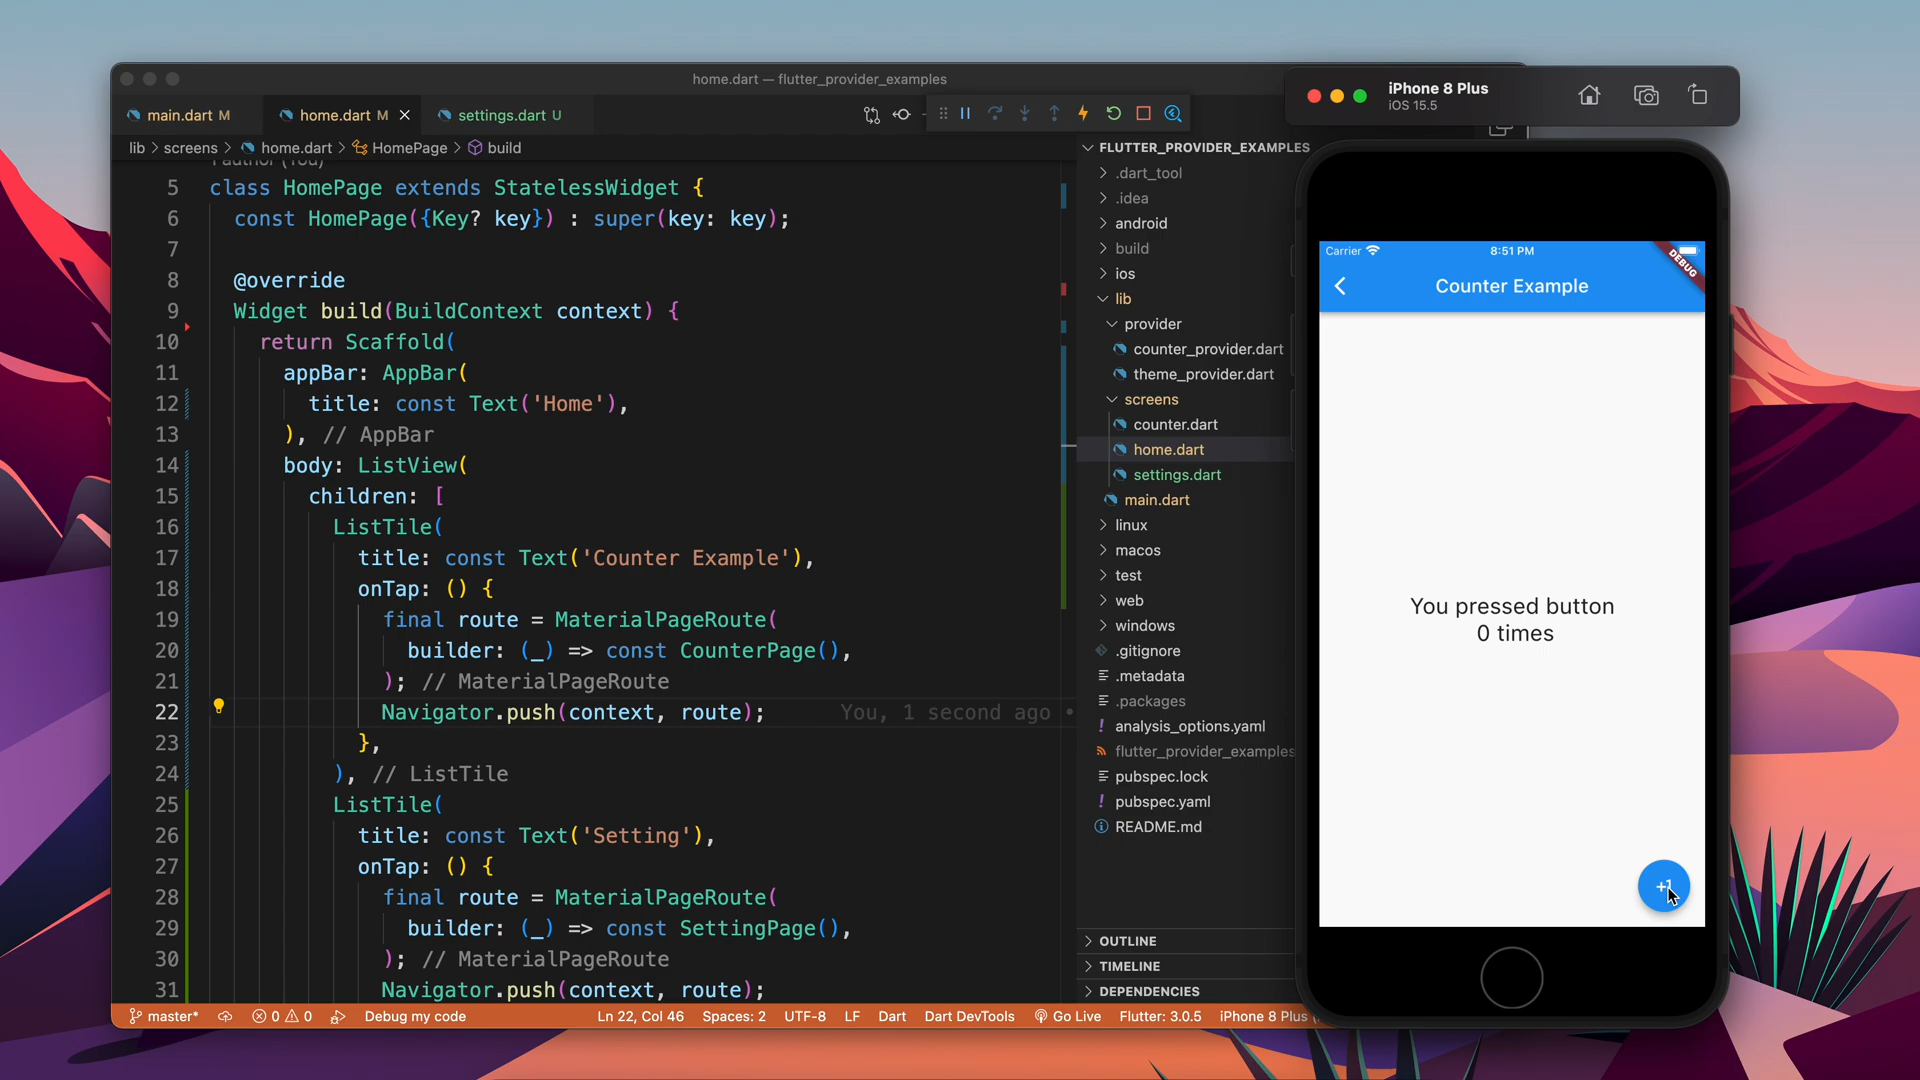 home.dart — flutter_provider_examples
main.dart M
home.dart M
settings.dart U
lib > screens > home.dart > HomePage > build
5 class HomePage extends StatelessWidget {
6 const HomePage({Key? key}) : super(key: key);
7
8 @override
9 Widget build(BuildContext context) {
10 return Scaffold(
11 appBar: AppBar(
12 title: const Text('Home'),
13 ), // AppBar
14 body: ListView(
15 children: [
16 ListTile(
17 title: const Text('Counter Example'),
18 onTap: () {
19 final route = MaterialPageRoute(
20 builder: (_) => const CounterPage(),
21 ); // MaterialPageRoute
22 Navigator.push(context, route); You, 1 second ago •
23 },
24 ), // ListTile
25 ListTile(
26 title: const Text('Setting'),
27 onTap: () {
28 final route = MaterialPageRoute(
29 builder: (_) => const SettingPage(),
30 ); // MaterialPageRoute
31 Navigator.push(context, route);
FLUTTER_PROVIDER_EXAMPLES
.dart_tool
.idea
android
build
ios
lib
provider
counter_provider.dart
theme_provider.dart
screens
counter.dart
home.dart
settings.dart
main.dart
linux
macos
test
web
windows
.gitignore
.metadata
.packages
analysis_options.yaml
flutter_provider_examples
pubspec.lock
pubspec.yaml
README.md
OUTLINE
TIMELINE
DEPENDENCIES
master* 0 0 Debug my code Ln 22, Col 46 Spaces: 2 UTF-8 LF Dart Dart DevTools Go Live Flutter: 3.0.5 iPhone 8 Plus (
iPhone 8 Plus
iOS 15.5
Carrier 8:51 PM
DEBUG
Counter Example
You pressed button
0 times
+1